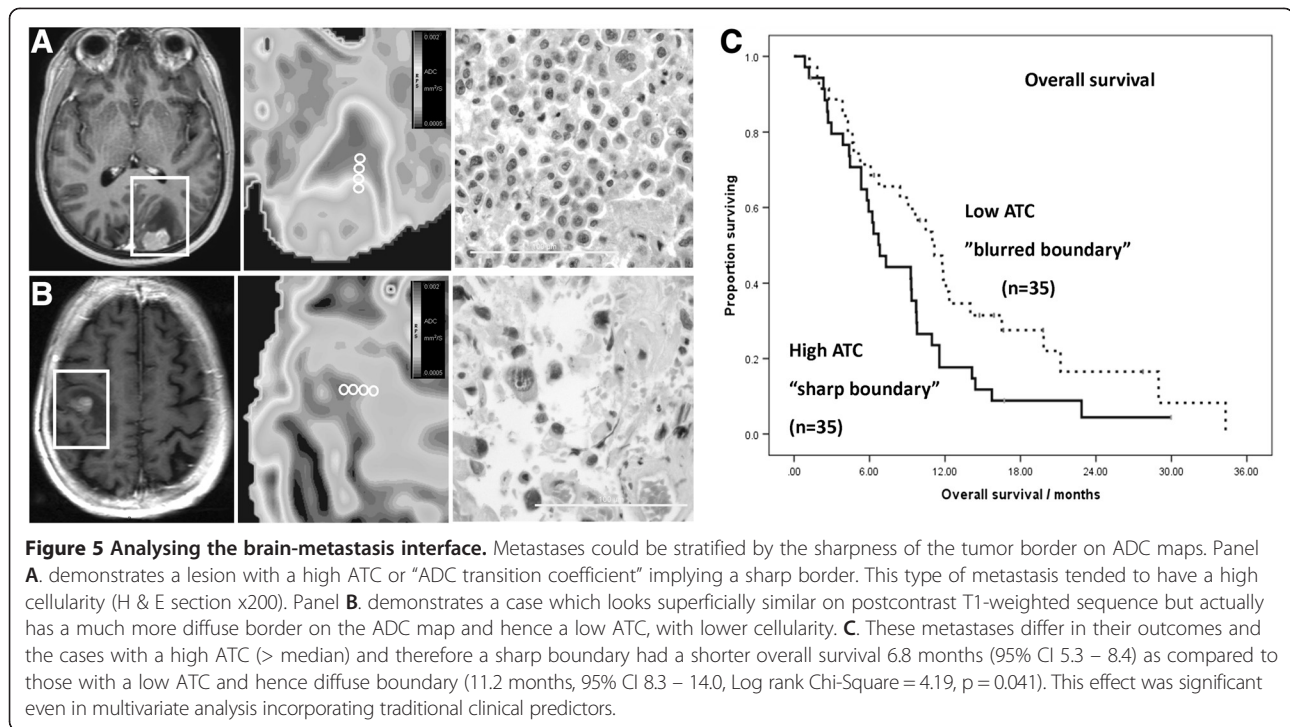 A
0.002
ADC
mm²/S
0.0005
B
0.002
ADC
mm²/S
0.0005
C
Overall survival
1.0
0.8
0.6
0.4
0.2
0.0
Proportion surviving
Low ATC
”blurred boundary”
(n=35)
High ATC
“sharp boundary”
(n=35)
.00 6.00 12.00 18.00 24.00 30.00 36.00
Overall survival / months
Figure 5 Analysing the brain-metastasis interface. Metastases could be stratified by the sharpness of the tumor border on ADC maps. Panel
A. demonstrates a lesion with a high ATC or “ADC transition coefficient” implying a sharp border. This type of metastasis tended to have a high
cellularity (H & E section x200). Panel B. demonstrates a case which looks superficially similar on postcontrast T1-weighted sequence but actually
has a much more diffuse border on the ADC map and hence a low ATC, with lower cellularity. C. These metastases differ in their outcomes and
the cases with a high ATC (> median) and therefore a sharp boundary had a shorter overall survival 6.8 months (95% CI 5.3 – 8.4) as compared to
those with a low ATC and hence diffuse boundary (11.2 months, 95% CI 8.3 – 14.0, Log rank Chi-Square = 4.19, p = 0.041). This effect was significant
even in multivariate analysis incorporating traditional clinical predictors.